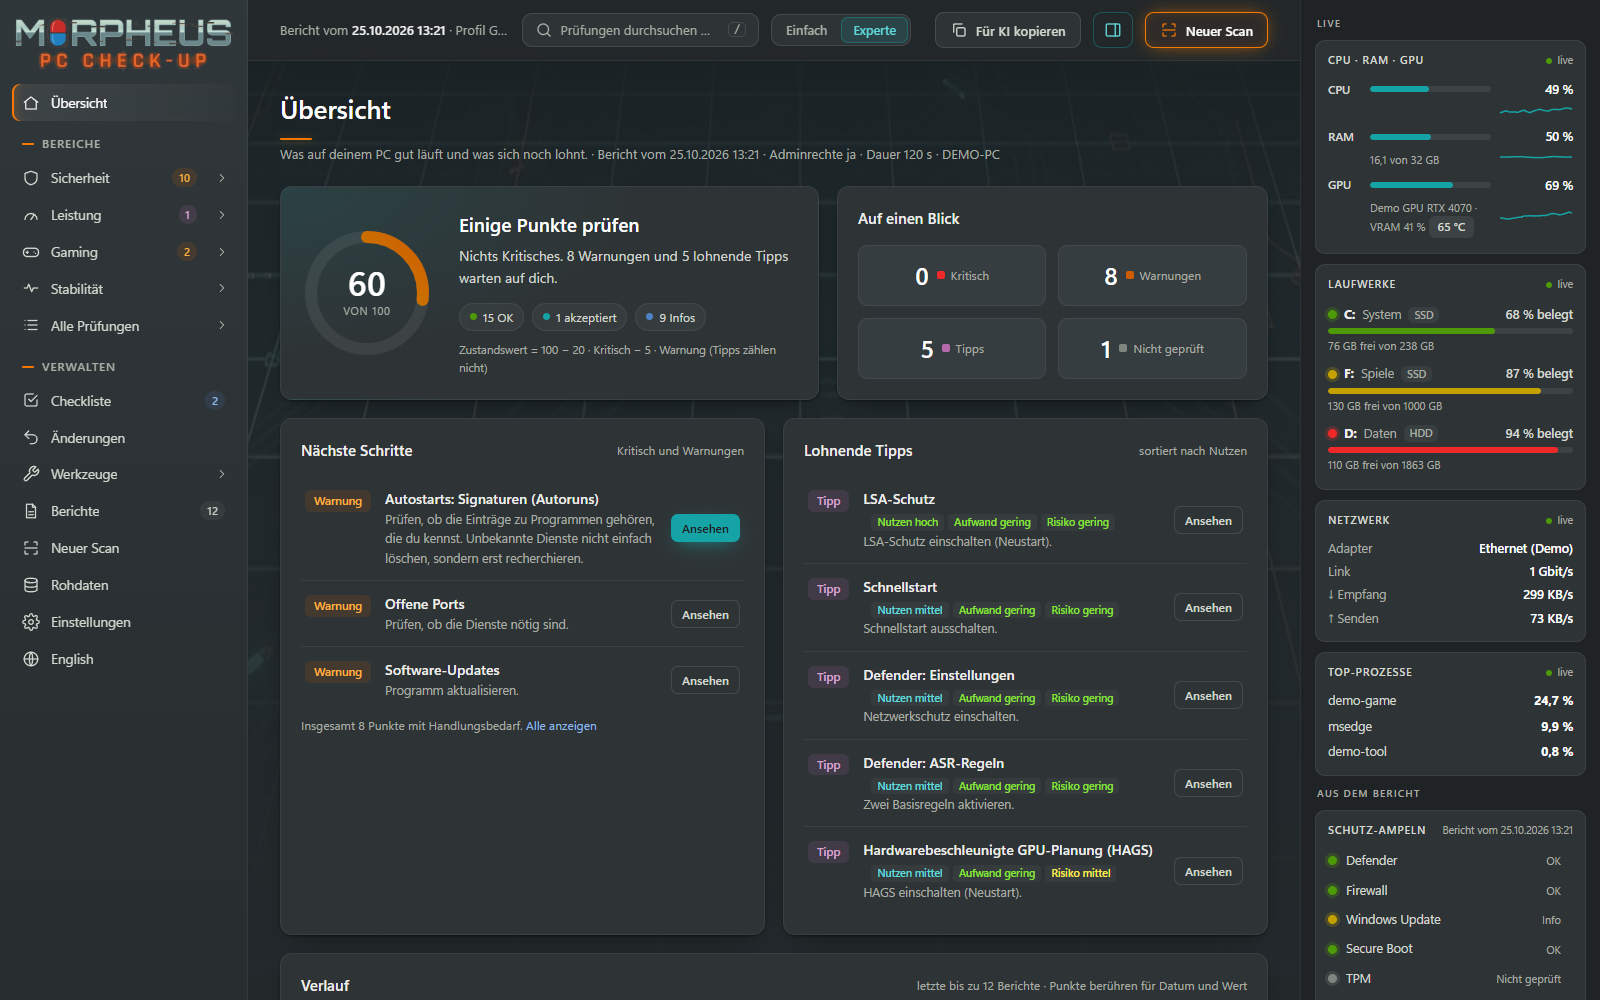 MORPHEUS
PC CHECK-UP
Übersicht
BEREICHE
Sicherheit 10
Leistung 1
Gaming 2
Stabilität
Alle Prüfungen
VERWALTEN
Checkliste 2
Änderungen
Werkzeuge
Berichte 12
Neuer Scan
Rohdaten
Einstellungen
English
Bericht vom 25.10.2026 13:21 · Profil G...
Prüfungen durchsuchen ... /
Einfach Experte
Für KI kopieren
Neuer Scan
Übersicht
Was auf deinem PC gut läuft und was sich noch lohnt. · Bericht vom 25.10.2026 13:21 · Adminrechte ja · Dauer 120 s · DEMO-PC
60
VON 100
Einige Punkte prüfen
Nichts Kritisches. 8 Warnungen und 5 lohnende Tipps
warten auf dich.
15 OK 1 akzeptiert 9 Infos
Zustandswert = 100 − 20 · Kritisch − 5 · Warnung (Tipps zählen
nicht)
Auf einen Blick
0 Kritisch
8 Warnungen
5 Tipps
1 Nicht geprüft
Nächste Schritte Kritisch und Warnungen
Warnung Autostarts: Signaturen (Autoruns)
Prüfen, ob die Einträge zu Programmen gehören,
die du kennst. Unbekannte Dienste nicht einfach
löschen, sondern erst recherchieren.
Ansehen
Warnung Offene Ports
Prüfen, ob die Dienste nötig sind.
Ansehen
Warnung Software-Updates
Programm aktualisieren.
Ansehen
Insgesamt 8 Punkte mit Handlungsbedarf. Alle anzeigen
Lohnende Tipps sortiert nach Nutzen
Tipp LSA-Schutz
Nutzen hoch Aufwand gering Risiko gering
LSA-Schutz einschalten (Neustart).
Ansehen
Tipp Schnellstart
Nutzen mittel Aufwand gering Risiko gering
Schnellstart ausschalten.
Ansehen
Tipp Defender: Einstellungen
Nutzen mittel Aufwand gering Risiko gering
Netzwerkschutz einschalten.
Ansehen
Tipp Defender: ASR-Regeln
Nutzen mittel Aufwand gering Risiko gering
Zwei Basisregeln aktivieren.
Ansehen
Tipp Hardwarebeschleunigte GPU-Planung (HAGS)
Nutzen mittel Aufwand gering Risiko mittel
HAGS einschalten (Neustart).
Ansehen
Verlauf letzte bis zu 12 Berichte · Punkte berühren für Datum und Wert
LIVE
CPU · RAM · GPU live
CPU 49 %
RAM 50 %
16,1 von 32 GB
GPU 69 %
Demo GPU RTX 4070 ·
VRAM 41 % 65 °C
LAUFWERKE live
C: System SSD 68 % belegt
76 GB frei von 238 GB
F: Spiele SSD 87 % belegt
130 GB frei von 1000 GB
D: Daten HDD 94 % belegt
110 GB frei von 1863 GB
NETZWERK live
Adapter Ethernet (Demo)
Link 1 Gbit/s
↓ Empfang 299 KB/s
↑ Senden 73 KB/s
TOP-PROZESSE live
demo-game 24,7 %
msedge 9,9 %
demo-tool 0,8 %
AUS DEM BERICHT
SCHUTZ-AMPELN Bericht vom 25.10.2026 13:21
Defender OK
Firewall OK
Windows Update Info
Secure Boot OK
TPM Nicht geprüft